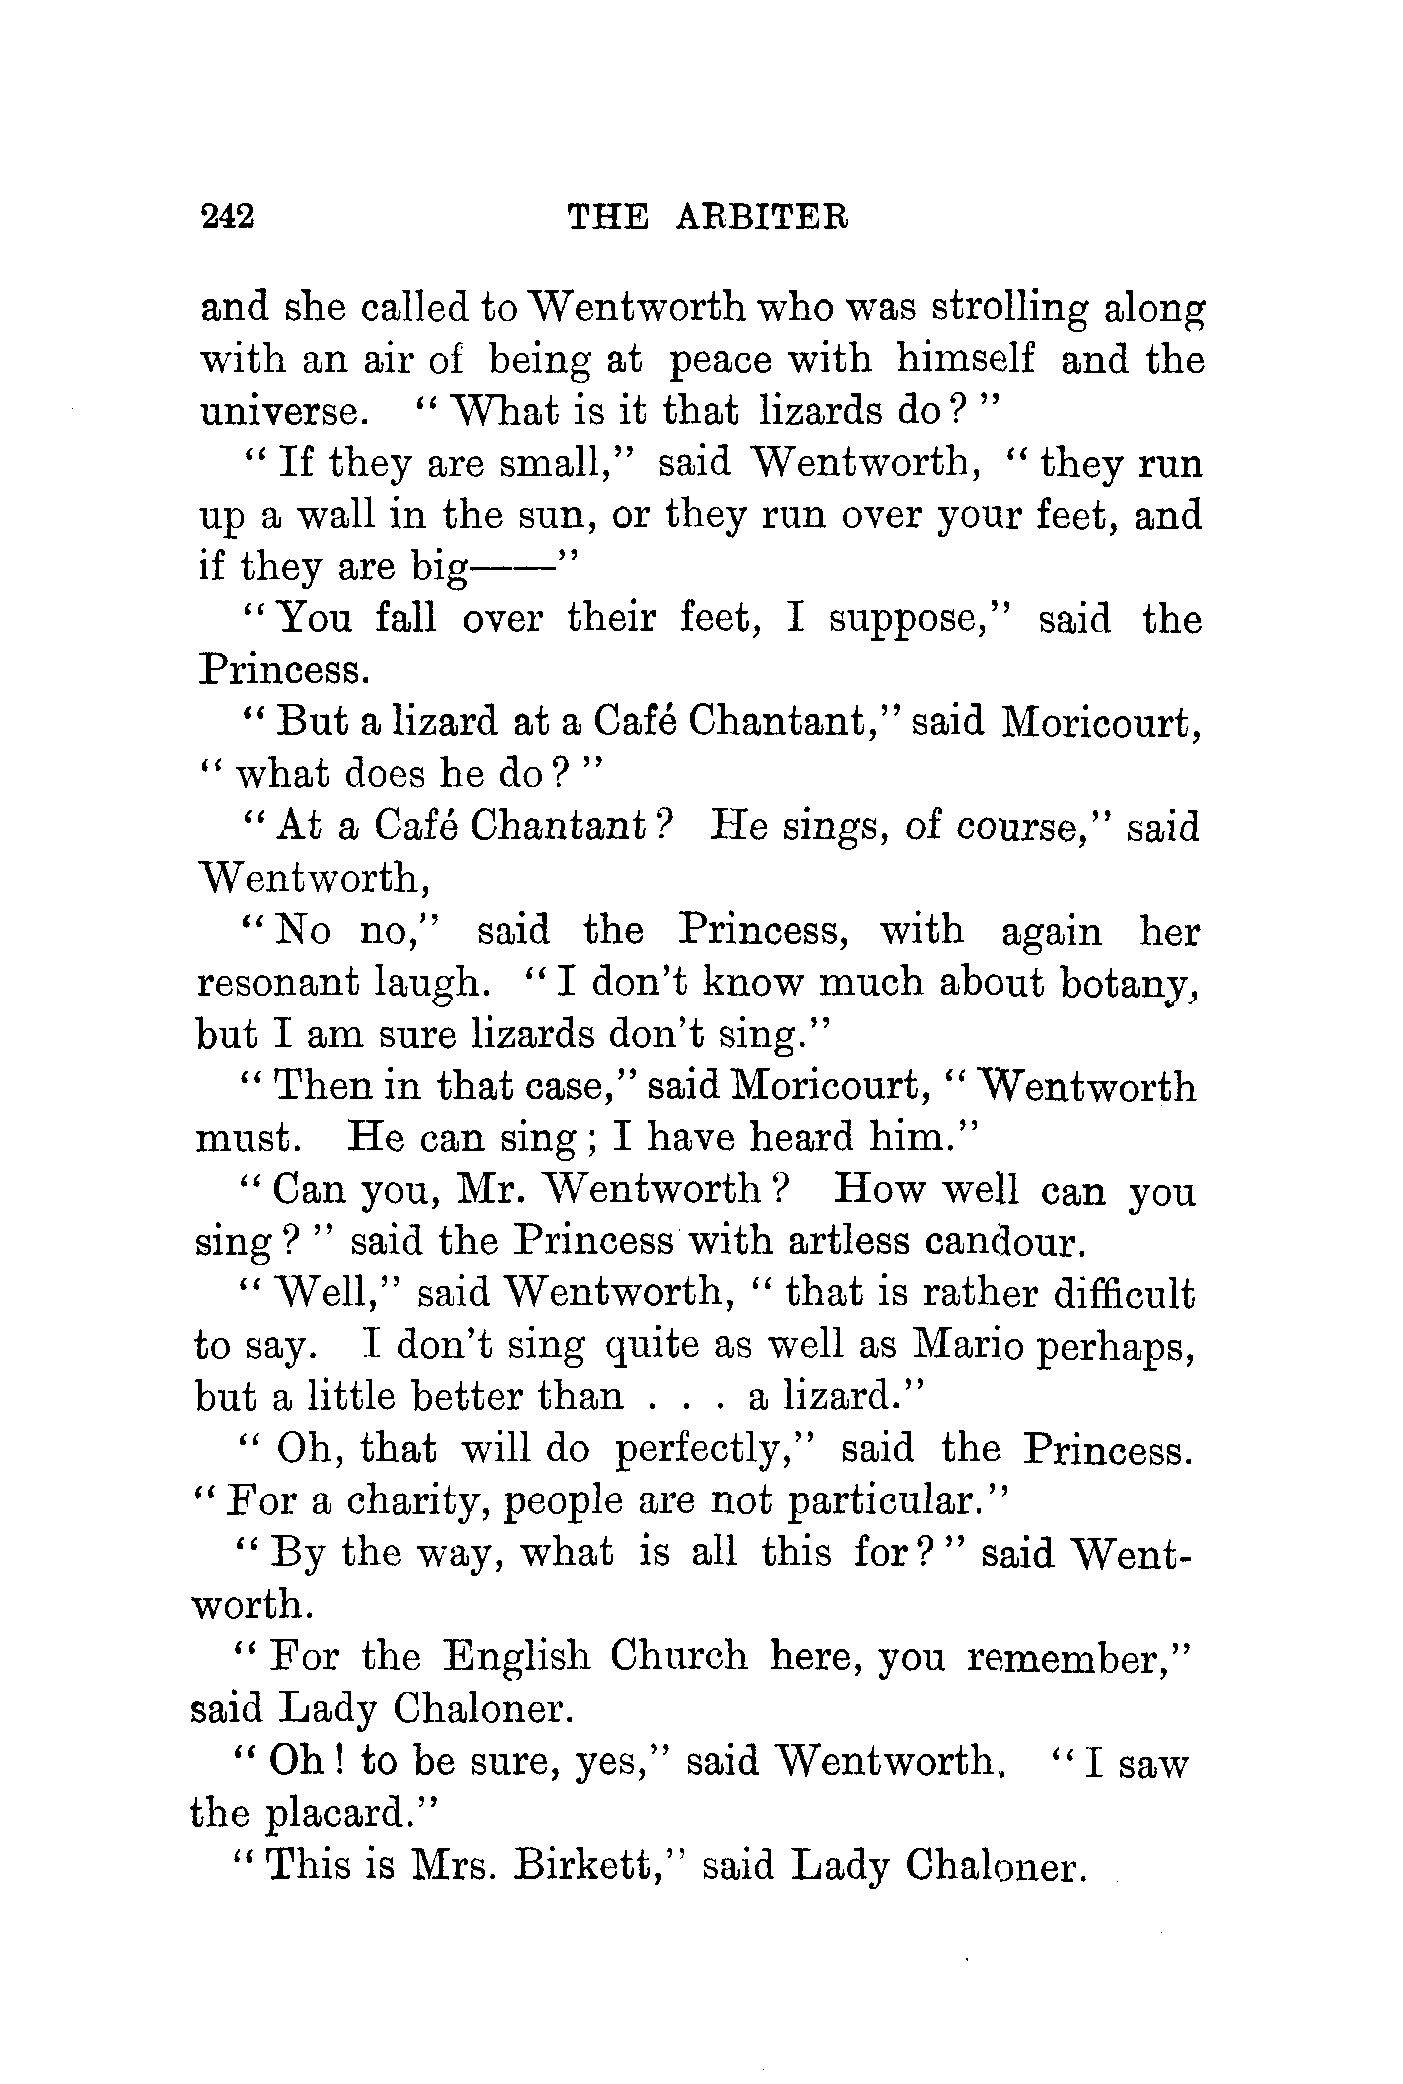 242 THE ARBITER
and she called to Wentworth who was strolling along
with an air of being at peace with himself and the
universe. “ What is it that lizards do? ”
“ If they are small,” said Wentworth, “ they run
up a wall in the sun, or they run over your feet, and
if they are big——”
“ You fall over their feet, I suppose,” said the
Princess.
“ But a lizard at a Café Chantant,” said Moricourt,
“ what does he do? ”
“ At a Café Chantant? He sings, of course,” said
Wentworth,
“ No no,” said the Princess, with again her
resonant laugh. “ I don’t know much about botany,
but I am sure lizards don’t sing.”
“ Then in that case,” said Moricourt, “ Wentworth
must. He can sing; I have heard him.”
“ Can you, Mr. Wentworth? How well can you
sing? ” said the Princess with artless candour.
“ Well,” said Wentworth, “ that is rather difficult
to say. I don’t sing quite as well as Mario perhaps,
but a little better than . . . a lizard.”
“ Oh, that will do perfectly,” said the Princess.
“ For a charity, people are not particular.”
“ By the way, what is all this for? ” said Went-
worth.
“ For the English Church here, you remember,”
said Lady Chaloner.
“ Oh! to be sure, yes,” said Wentworth. “ I saw
the placard.”
“ This is Mrs. Birkett,” said Lady Chaloner.